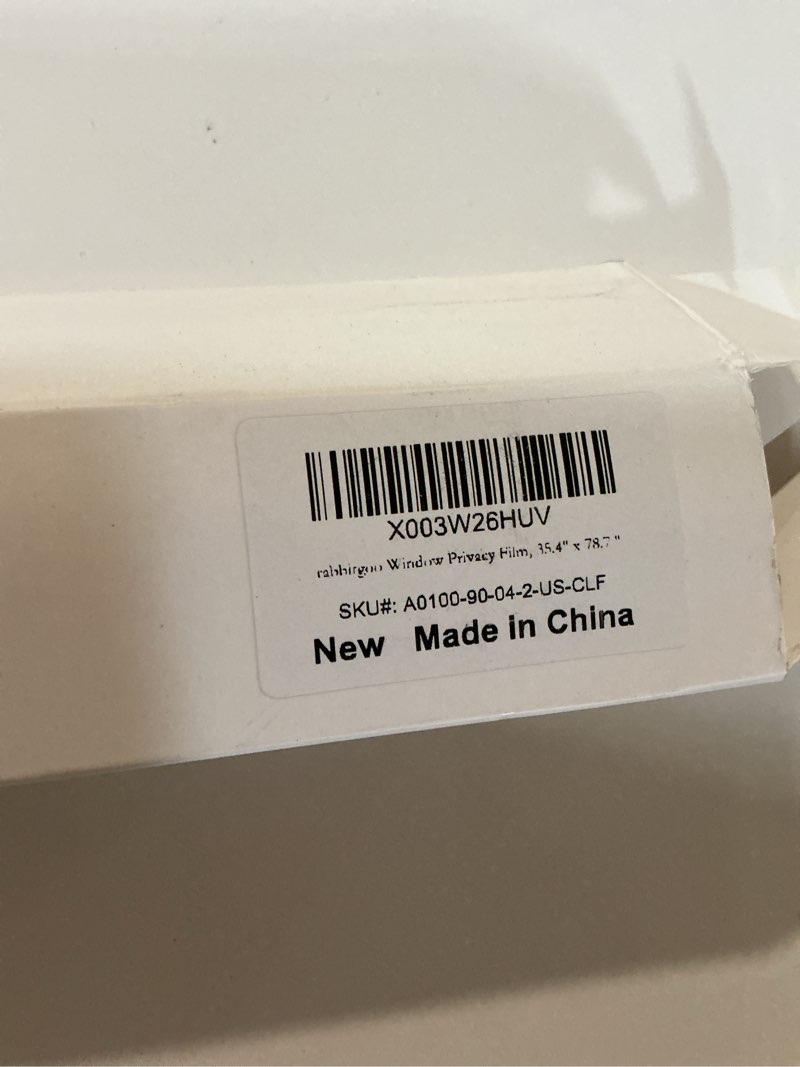 X003W26HUV
rabbitgoo Window Privacy Film, 35.4" x 78.7"
SKU#: A0100-90-04-2-US-CLF
New Made in China